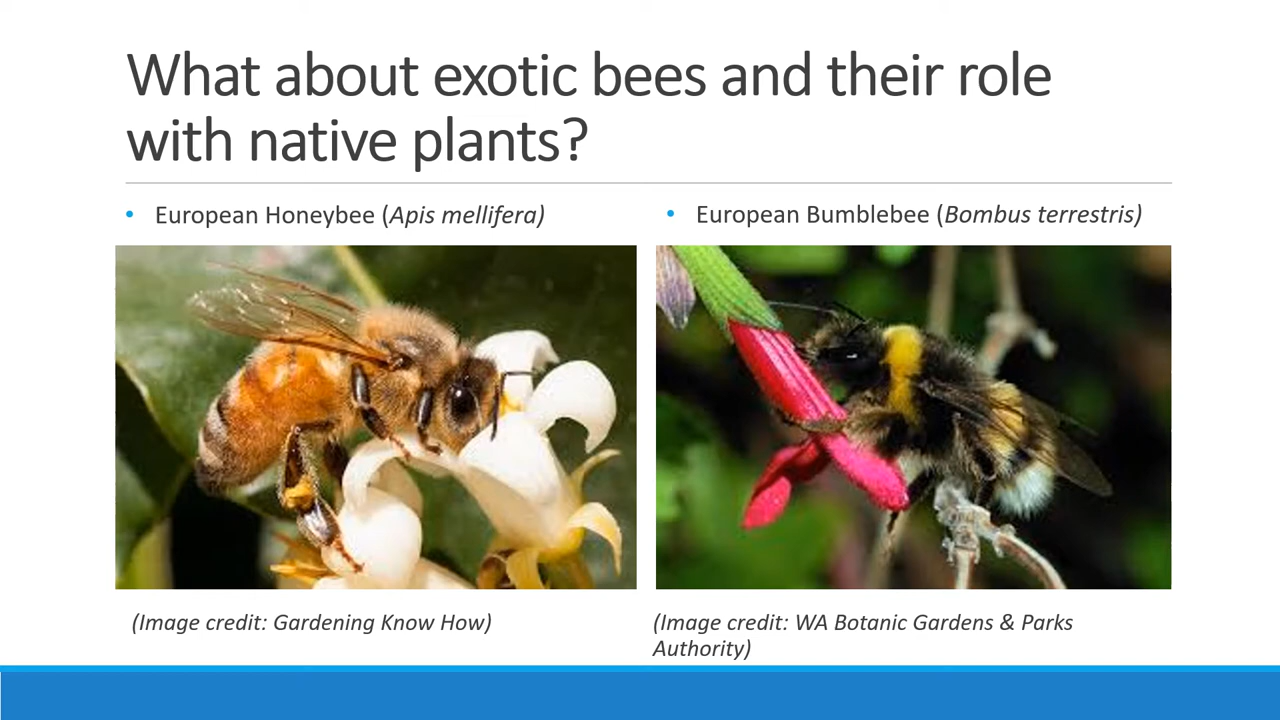 What about exotic bees and their role
with native plants?
• European Honeybee (Apis mellifera)
• European Bumblebee (Bombus terrestris)
(Image credit: Gardening Know How)
(Image credit: WA Botanic Gardens & Parks
Authority)